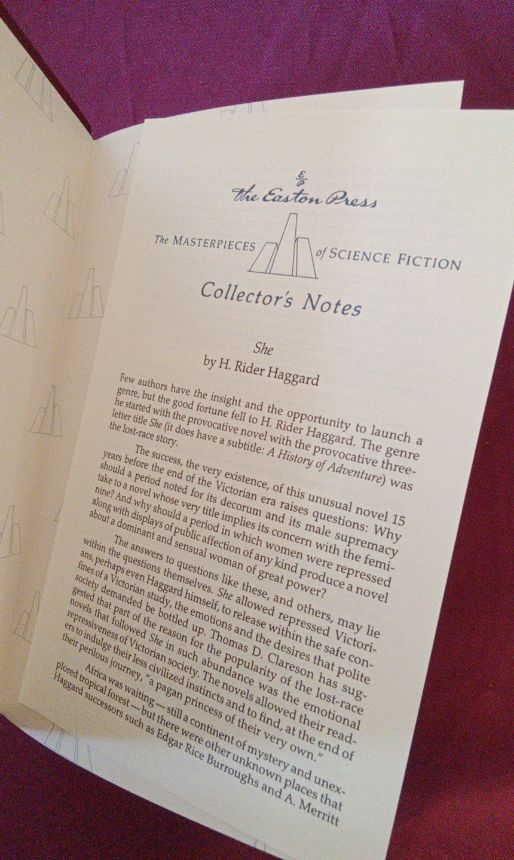 E
P
The Easton Press
The MASTERPIECES of SCIENCE FICTION
Collector's Notes
She
by H. Rider Haggard
Few authors have the insight and the opportunity to launch a
genre, but the good fortune fell to H. Rider Haggard. The genre
he started with the provocative novel with the provocative three-
letter title She (it does have a subtitle: A History of Adventure) was
the lost-race story.
The success, the very existence, of this unusual novel 15
years before the end of the Victorian era raises questions: Why
should a period noted for its decorum and its male supremacy
take to a novel whose very title implies its concern with the femi-
nine? And why should a period in which women were repressed
along with displays of public affection of any kind produce a novel
about a dominant and sensual woman of great power?
The answers to questions like these, and others, may lie
within the questions themselves. She allowed repressed Victori-
ans, perhaps even Haggard himself, to release within the safe con-
fines of a Victorian study, the emotions and the desires that polite
society demanded be bottled up. Thomas D. Clareson has sug-
gested that part of the reason for the popularity of the lost-race
novels that followed She in such abundance was the emotional
repressiveness of Victorian society. The novels allowed their read-
ers to indulge their less civilized instincts and to find, at the end of
their perilous journey, "a pagan princess of their very own."
Africa was waiting—still a continent of mystery and unex-
plored tropical forest—but there were other unknown places that
Haggard successors such as Edgar Rice Burroughs and A. Merritt